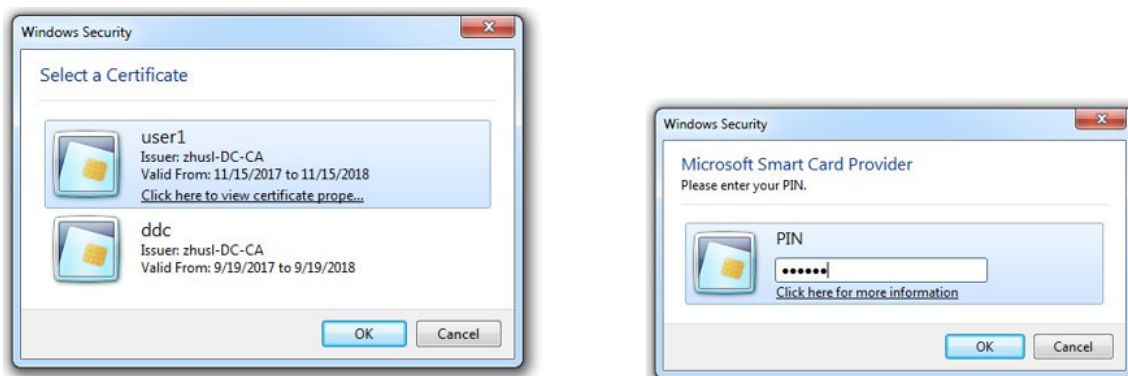 Windows Security
Select a Certificate
user1
Issuer: zhusl-DC-CA
Valid From: 11/15/2017 to 11/15/2018
Click here to view certificate prope...
ddc
Issuer: zhusl-DC-CA
Valid From: 9/19/2017 to 9/19/2018
OK
Cancel
Windows Security
Microsoft Smart Card Provider
Please enter your PIN.
PIN
••••••
Click here for more information
OK
Cancel